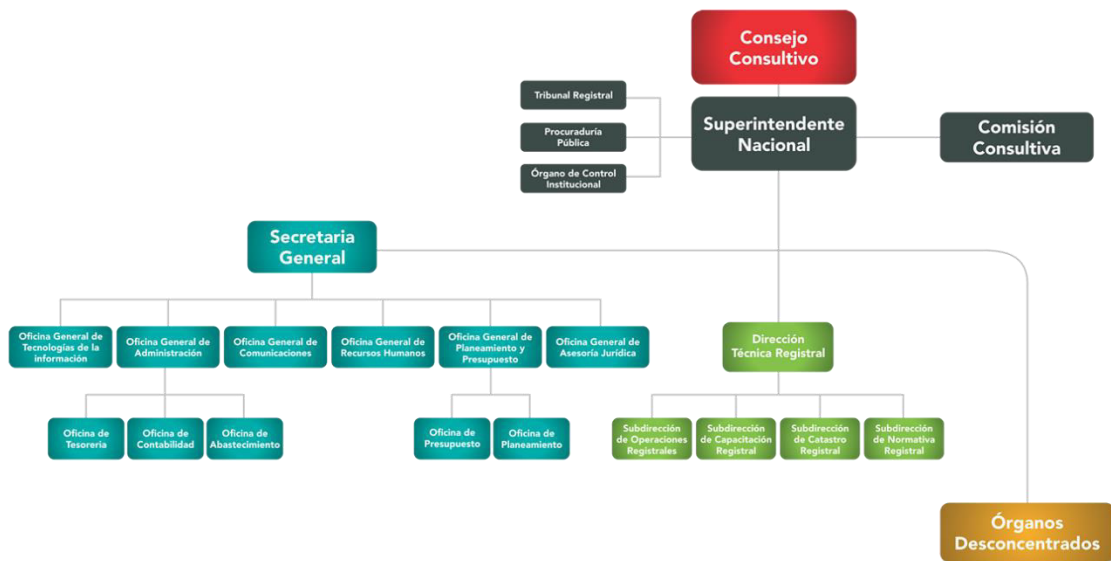 Consejo
Consultivo
Tribunal Registral
Superintendente
Nacional
Procuraduría
Pública
Comisión
Consultiva
Órgano de Control
Institucional
Secretaria
General
Oficina General de
Tecnologías de la
información
Oficina General de
Administración
Oficina General de
Comunicaciones
Oficina General de
Recursos Humanos
Oficina General de
Planeamiento y
Presupuesto
Oficina General de
Asesoría Jurídica
Dirección
Técnica Registral
Oficina de
Tesoreria
Oficina de
Contabilidad
Oficina de
Abastecimiento
Oficina de
Presupuesto
Oficina de
Planeamiento
Subdirección
de Operaciones
Registrales
Subdirección
de Capacitación
Registral
Subdirección
de Catastro
Registral
Subdirección
de Normativa
Registral
Órganos
Desconcentrados